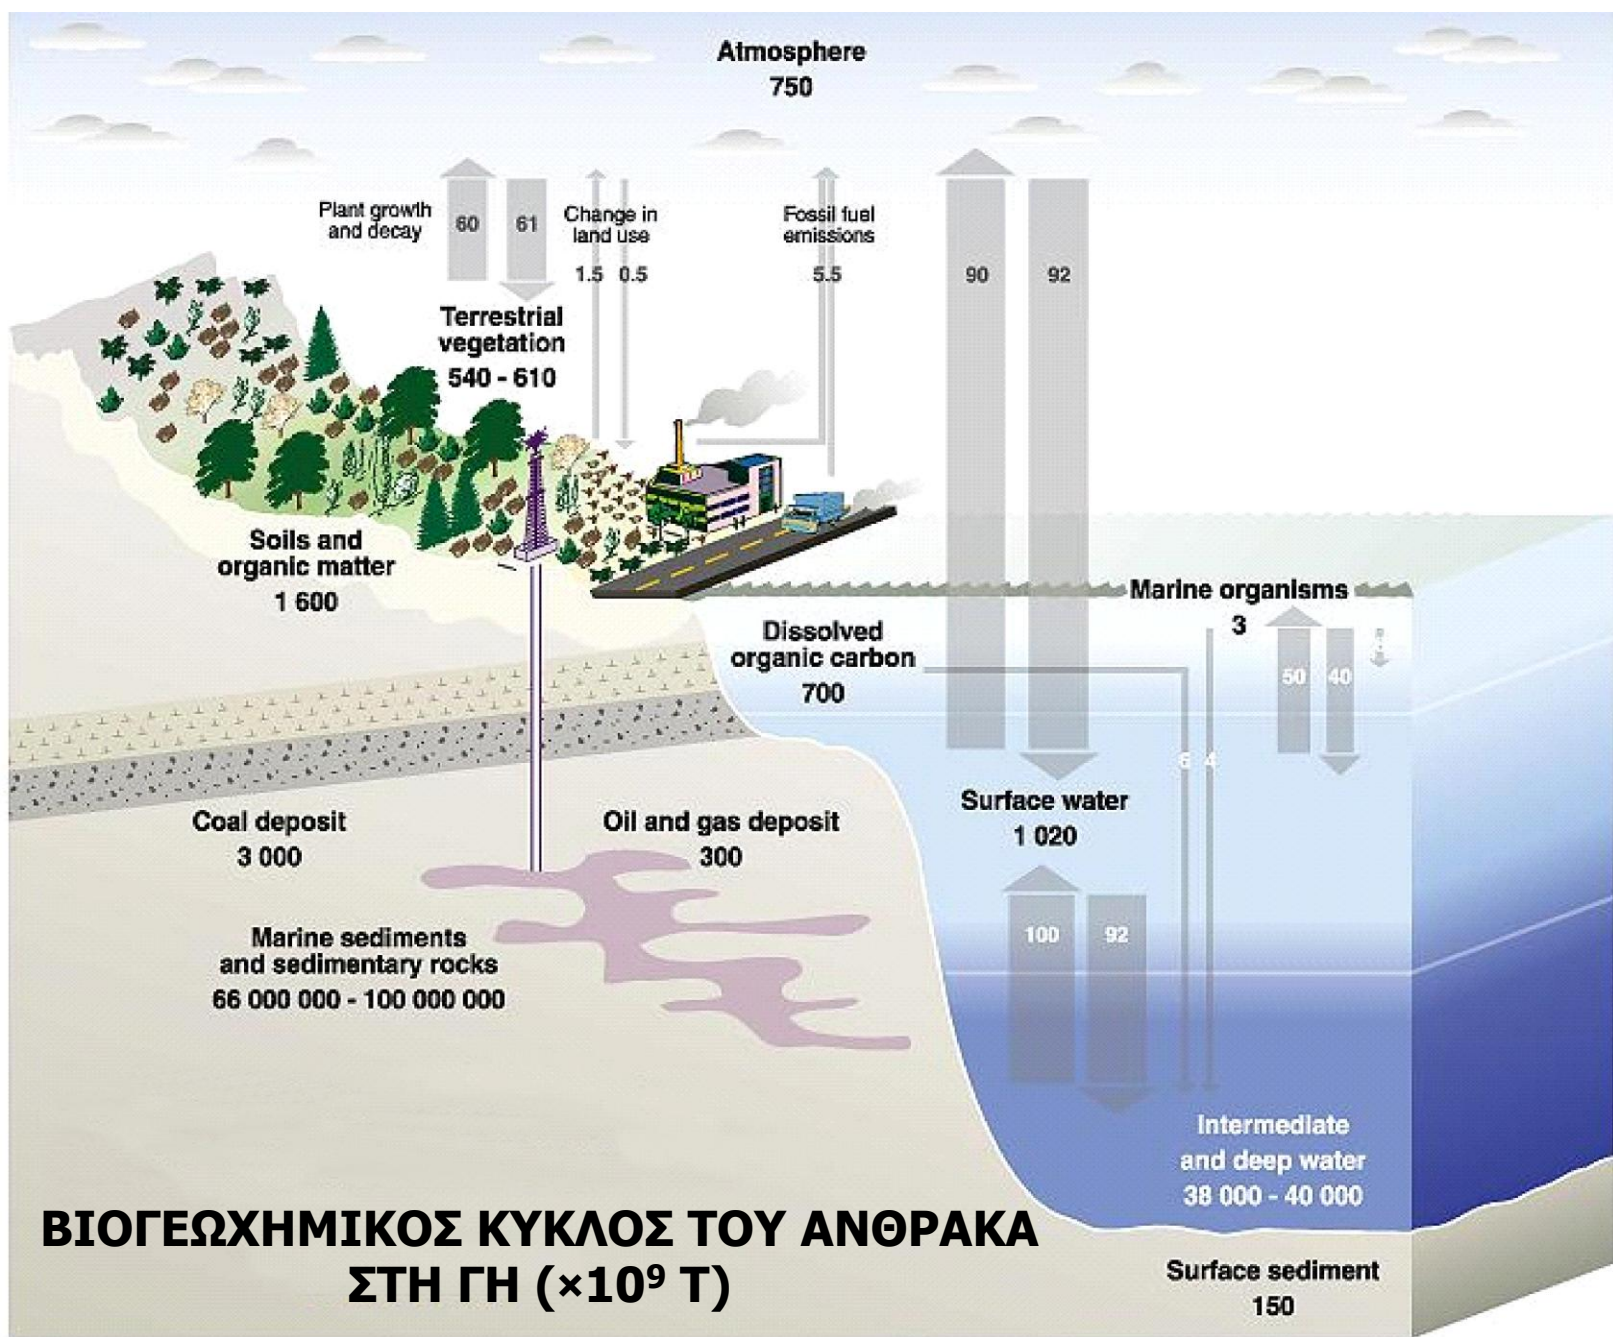 Atmosphere
750
Plant growth
and decay
60
61
Change in
land use
1.5 0.5
Fossil fuel
emissions
5.5
90
92
Terrestrial
vegetation
540 - 610
Soils and
organic matter
1 600
Marine organisms
3
Dissolved
organic carbon
700
50
40
6
4
Surface water
1 020
Coal deposit
3 000
Oil and gas deposit
300
100
92
Marine sediments
and sedimentary rocks
66 000 000 - 100 000 000
Intermediate
and deep water
38 000 - 40 000
ΒΙΟΓΕΩΧΗΜΙΚΟΣ ΚΥΚΛΟΣ ΤΟΥ ΑΝΘΡΑΚΑ
ΣΤΗ ΓΗ (×10⁹ Τ)
Surface sediment
150